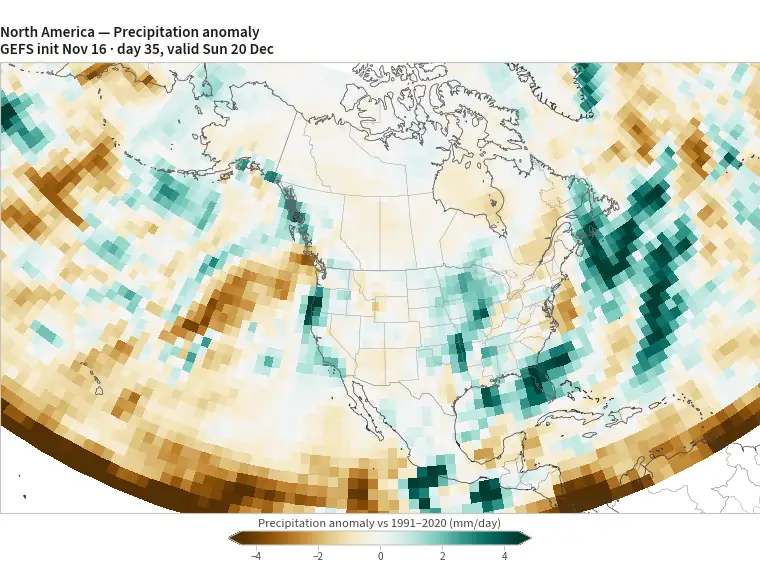 North America — Precipitation anomaly
GEFS init Nov 16 · day 35, valid Sun 20 Dec
Precipitation anomaly vs 1991–2020 (mm/day)
−4 −2 0 2 4